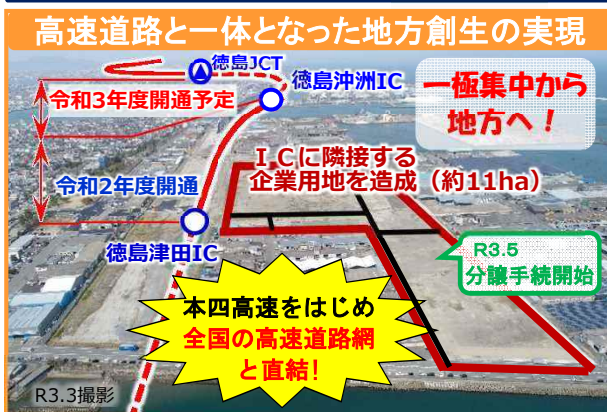 高速道路と一体となった地方創生の実現
徳島JCT
徳島沖洲IC
一極集中から
地方へ！
令和3年度開通予定
ＩＣに隣接する
企業用地を造成（約11ha）
令和2年度開通
徳島津田IC
R3.5
分譲手続開始
本四高速をはじめ
全国の高速道路網
と直結！
R3.3撮影